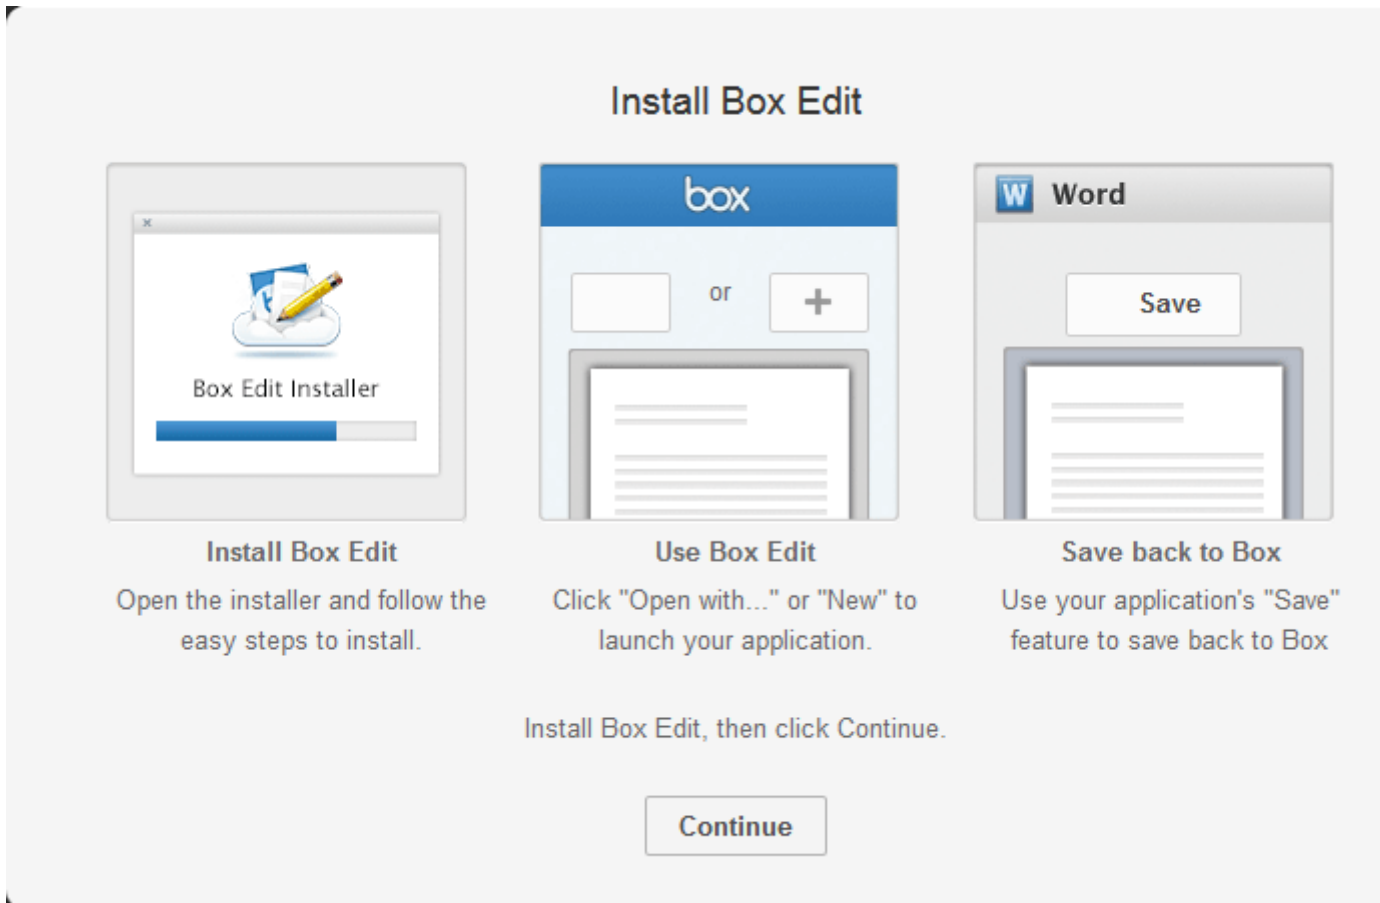 Install Box Edit
Box Edit Installer
box
or
+
W Word
Save
Install Box Edit
Open the installer and follow the
easy steps to install.
Use Box Edit
Click "Open with..." or "New" to
launch your application.
Save back to Box
Use your application's "Save"
feature to save back to Box
Install Box Edit, then click Continue.
Continue